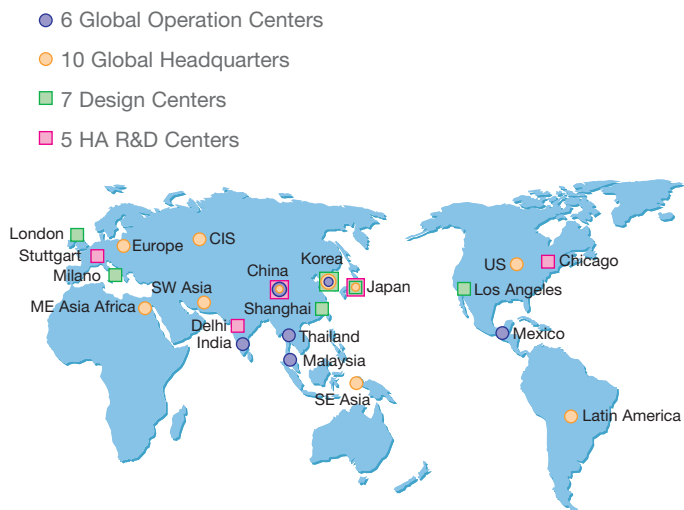 6 Global Operation Centers
10 Global Headquarters
7 Design Centers
5 HA R&D Centers
London
Stuttgart
Milano
Europe
CIS
ME Asia Africa
SW Asia
China
Korea
Japan
Shanghai
Delhi
India
Thailand
Malaysia
SE Asia
US
Chicago
Los Angeles
Mexico
Latin America